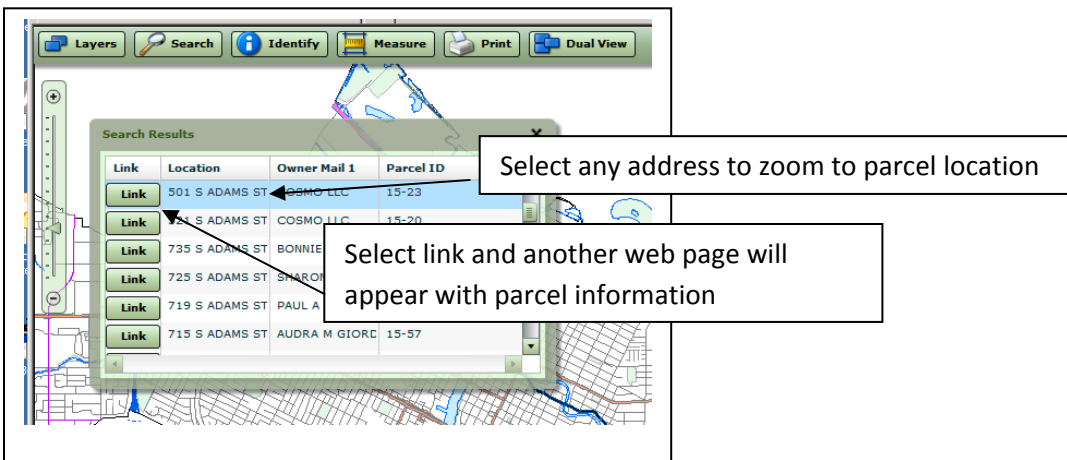 Layers Search Identify Measure Print Dual View
Search Results
Link Location Owner Mail 1 Parcel ID
Link 501 S ADAMS ST COSMO LLC 15-23
Select any address to zoom to parcel location
Link S ADAMS ST COSMO LLC 15-20
Link 735 S ADAMS ST BONNIE
Select link and another web page will
appear with parcel information
Link 725 S ADAMS ST SHARON
Link 719 S ADAMS ST PAUL A
Link 715 S ADAMS ST AUDRA M GIORD 15-57